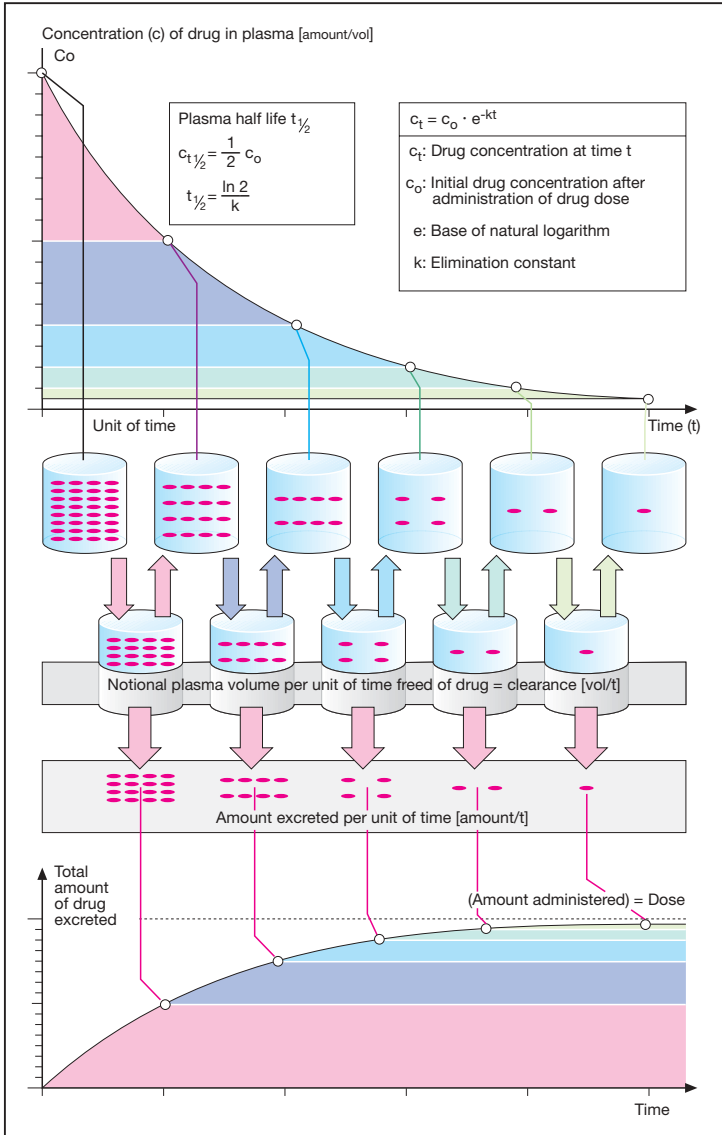 Concentration (c) of drug in plasma [amount/vol]
Co
Plasma half life t½
ct½ = 1/2 co
t½ = ln 2/k
ct = co · e-kt
ct: Drug concentration at time t
co: Initial drug concentration after
administration of drug dose
e: Base of natural logarithm
k: Elimination constant
Unit of time
Time (t)
Notional plasma volume per unit of time freed of drug = clearance [vol/t]
Amount excreted per unit of time [amount/t]
Total
amount
of drug
excreted
(Amount administered) = Dose
Time